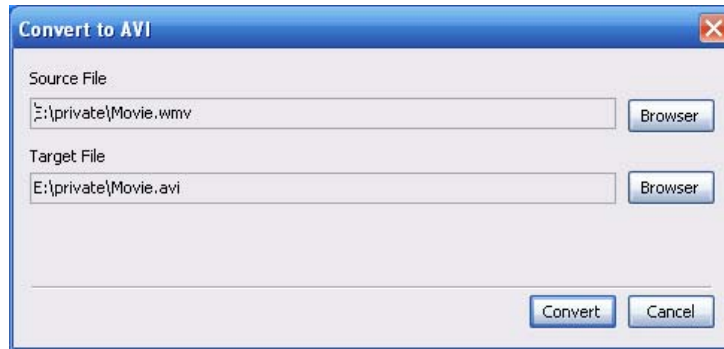 Convert to AVI
Source File
E:\private\Movie.wmv
Browser
Target File
E:\private\Movie.avi
Browser
Convert
Cancel